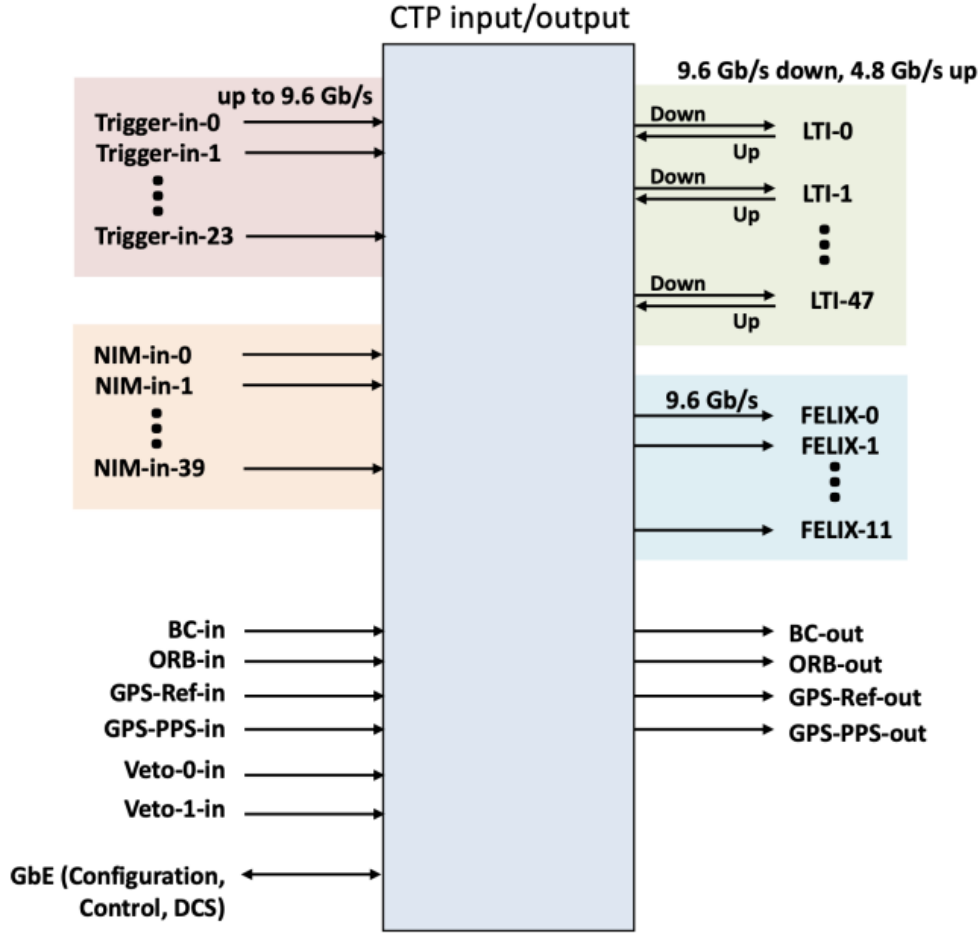 CTP input/output
up to 9.6 Gb/s
Trigger-in-0
Trigger-in-1
Trigger-in-23
NIM-in-0
NIM-in-1
NIM-in-39
BC-in
ORB-in
GPS-Ref-in
GPS-PPS-in
Veto-0-in
Veto-1-in
GbE (Configuration,
Control, DCS)
9.6 Gb/s down, 4.8 Gb/s up
Down
LTI-0
Up
Down
LTI-1
Up
Down
LTI-47
Up
9.6 Gb/s
FELIX-0
FELIX-1
FELIX-11
BC-out
ORB-out
GPS-Ref-out
GPS-PPS-out